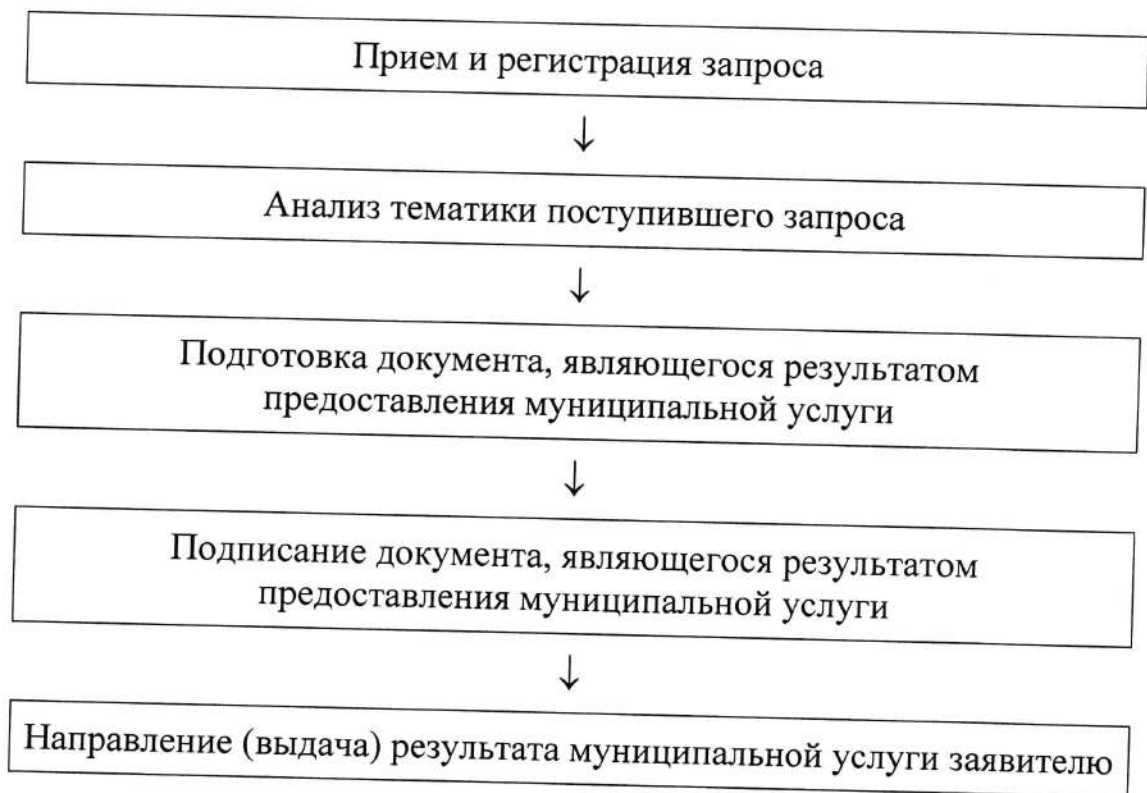 Прием и регистрация запроса
↓
Анализ тематики поступившего запроса
↓
Подготовка документа, являющегося результатом
предоставления муниципальной услуги
↓
Подписание документа, являющегося результатом
предоставления муниципальной услуги
↓
Направление (выдача) результата муниципальной услуги заявителю